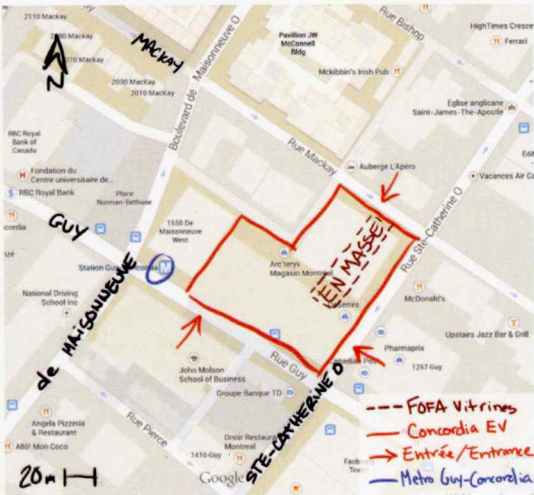 2110 Mackay
2090 Mackay
2070 Mackay
2030 MacKay
2010 MacKay
MACKAY
N
Boulevard de Maisonneuve O
Pavillon JW
McConnell
Bldg
Mckibbin's Irish Pub
Rue Bishop
HighTimes Cresce
Ferrari
Eglise anglicane
Saint-James-The-Apostle
RBC Royal
Bank of
Canada
Fondation du
Centre universitaire de...
RBC Royal Bank
Place
Norman-Bethune
Rue Mackay
Auberge L'Apéro
Vacances Air Ca
GUY
1550 De
Maisonneuve
West
EN MASSE
Rue Ste-Catherine O
Arc'teryx
Magasin Montréal
National Driving
School Inc
de MAISONNEUVE
McDonald's
Upstairs Jazz Bar & Grill
Pharmaprix
1257 Guy
John Molson
School of Business
Rue Guy
Groupe Banque TD
STE-CATHERINE O
Angela Pizzeria
& Restaurant
Allô! Mon Coco
Rue Pierce
Onoir Restaurant
Montreal
1410 Guy
Google
20m
FOFA Vitrines
Concordia EV
Entrée/Entrance
Metro Guy-Concordia